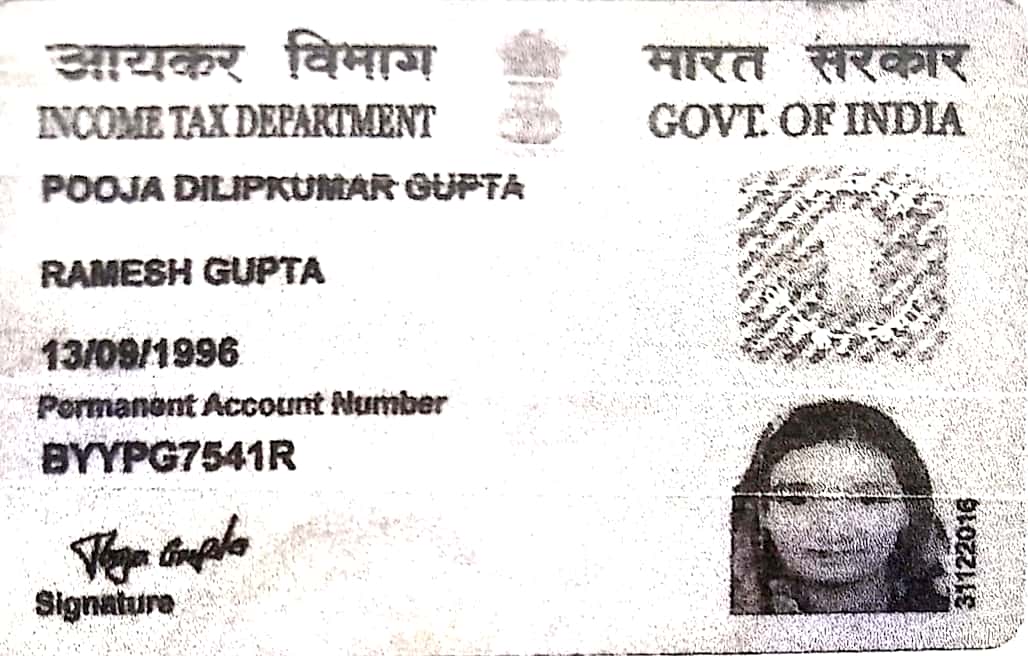 आयकर विभाग
भारत सरकार
INCOME TAX DEPARTMENT
GOVT. OF INDIA
POOJA DILIPKUMAR GUPTA
RAMESH GUPTA
13/09/1996
Permanent Account Number
BYYPG7541R
Pooja Gupta
Signature
31122016